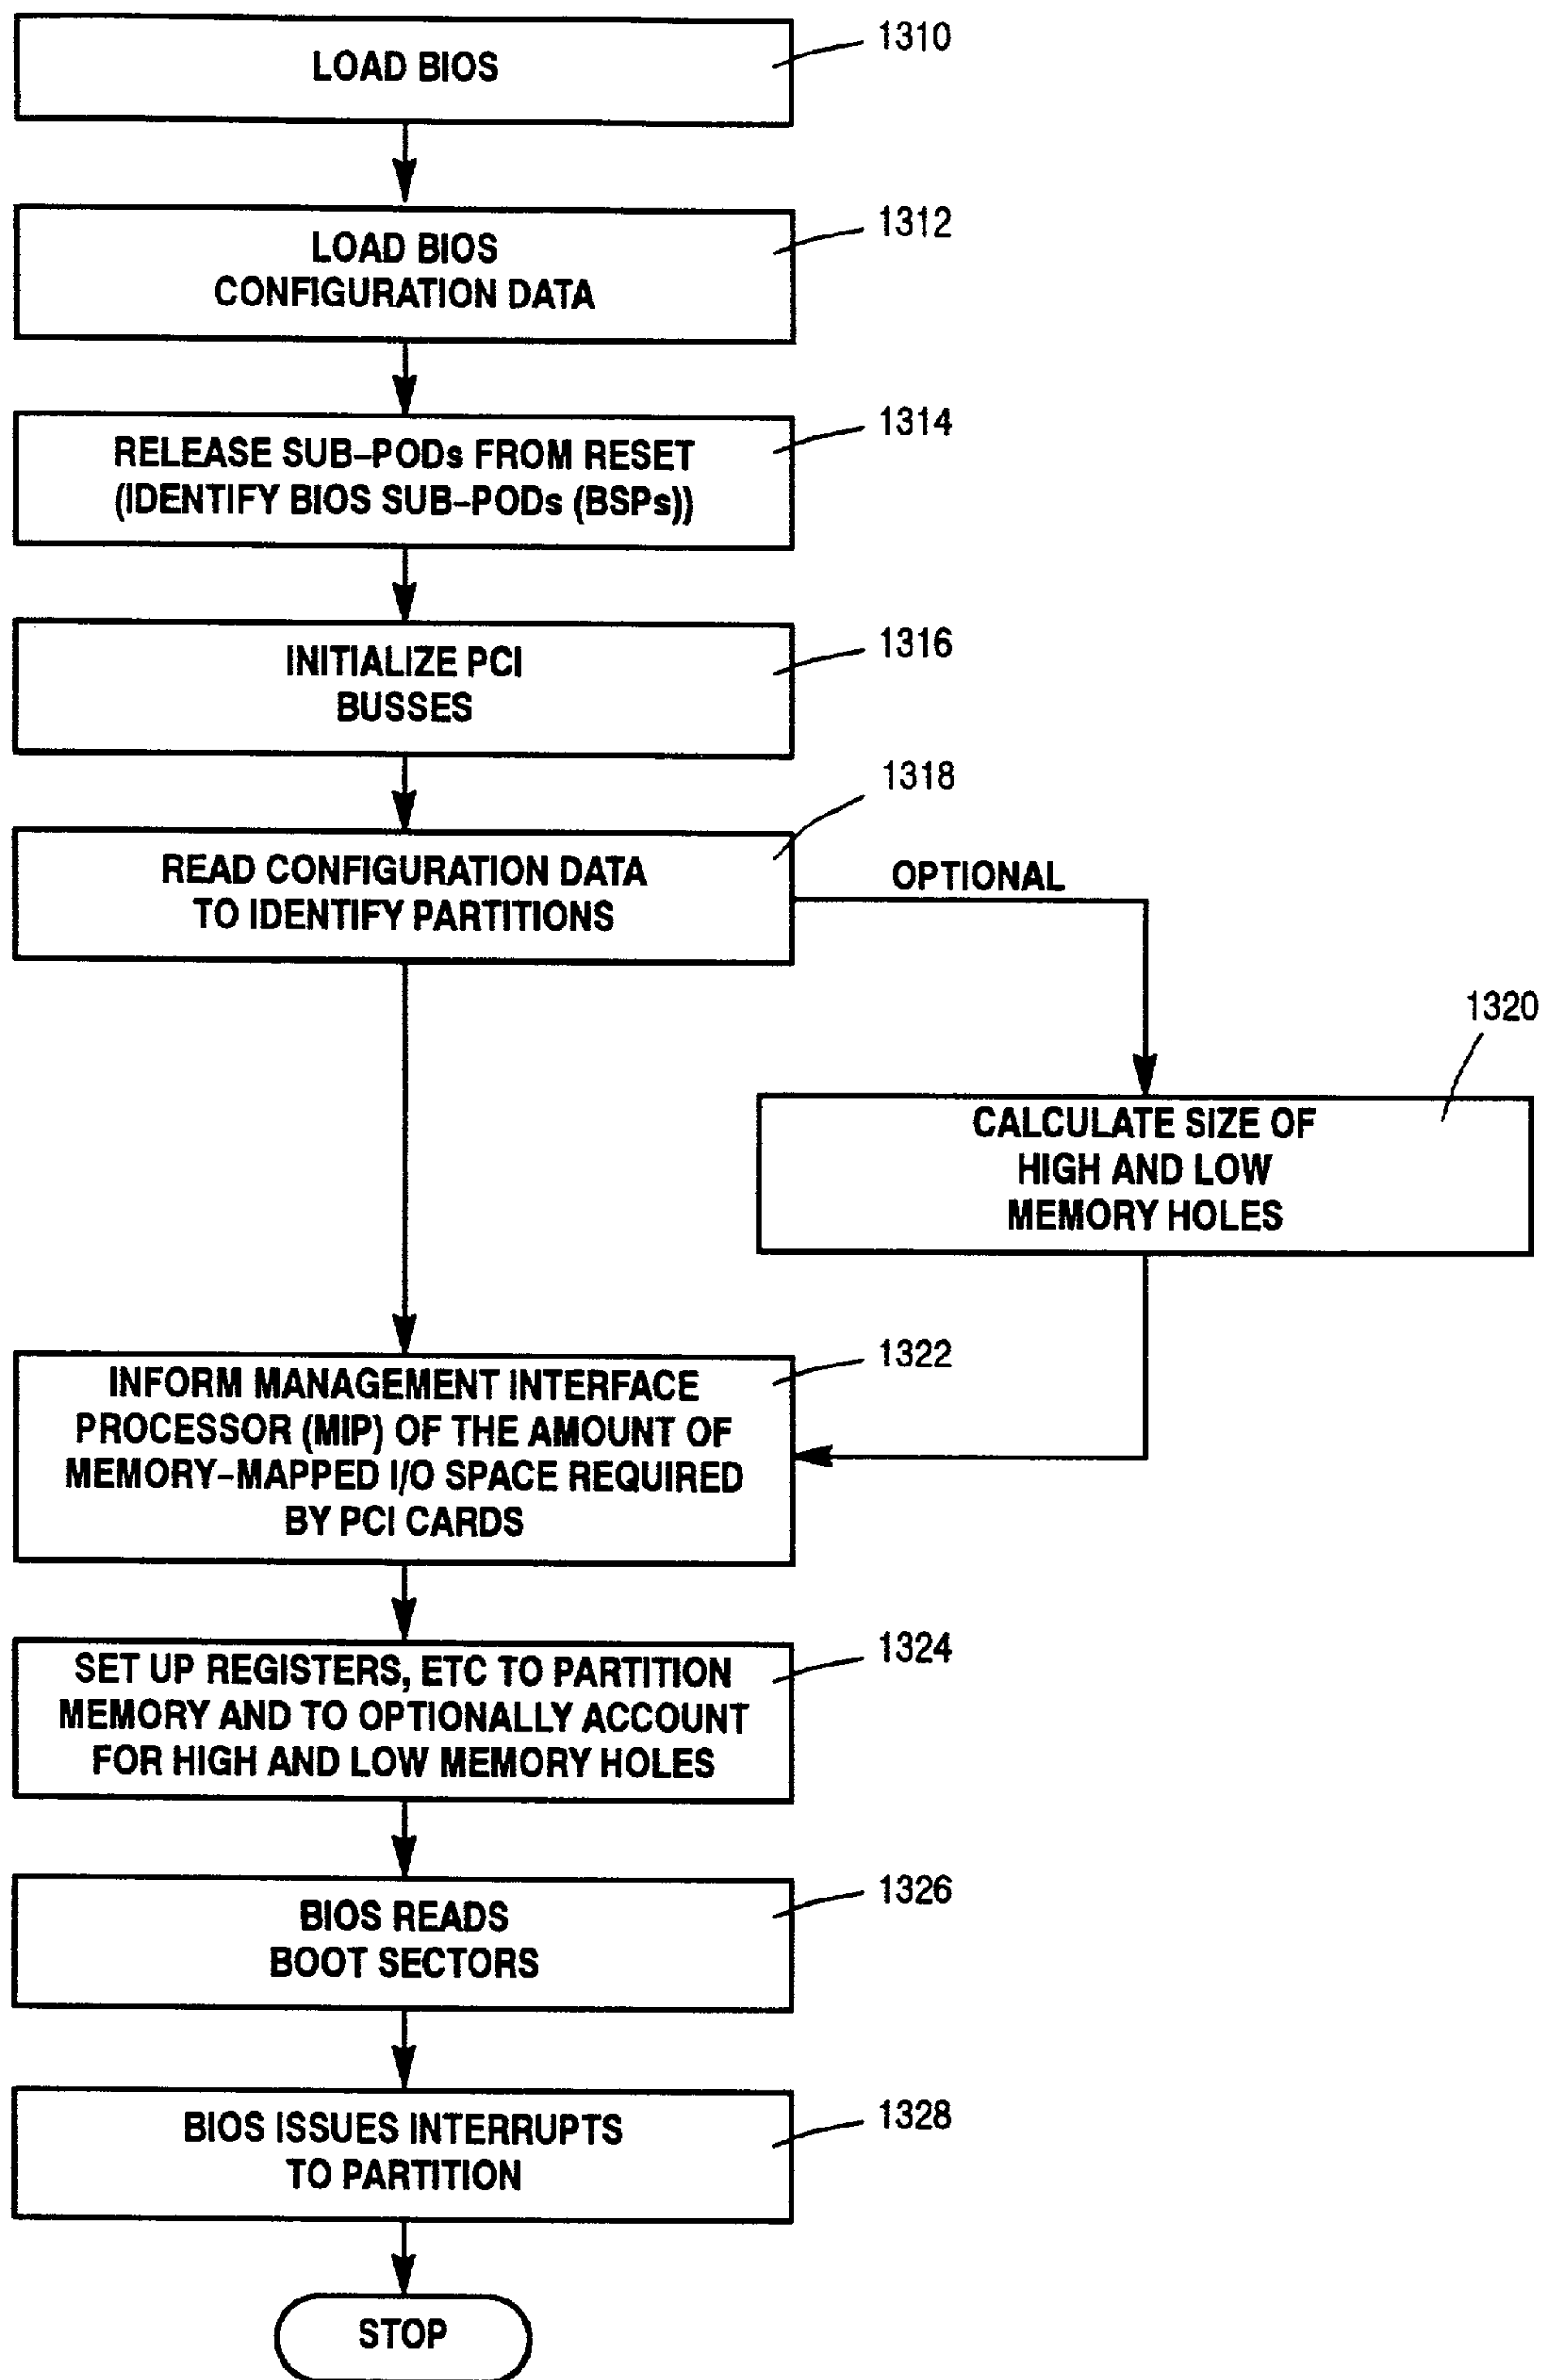 1310
LOAD BIOS
1312
LOAD BIOS
CONFIGURATION DATA
1314
RELEASE SUB–PODs FROM RESET
(IDENTIFY BIOS SUB–PODs (BSPs))
1316
INITIALIZE PCI
BUSSES
1318
READ CONFIGURATION DATA
TO IDENTIFY PARTITIONS
OPTIONAL
1320
CALCULATE SIZE OF
HIGH AND LOW
MEMORY HOLES
1322
INFORM MANAGEMENT INTERFACE
PROCESSOR (MIP) OF THE AMOUNT OF
MEMORY–MAPPED I/O SPACE REQUIRED
BY PCI CARDS
1324
SET UP REGISTERS, ETC TO PARTITION
MEMORY AND TO OPTIONALLY ACCOUNT
FOR HIGH AND LOW MEMORY HOLES
1326
BIOS READS
BOOT SECTORS
1328
BIOS ISSUES INTERRUPTS
TO PARTITION
STOP